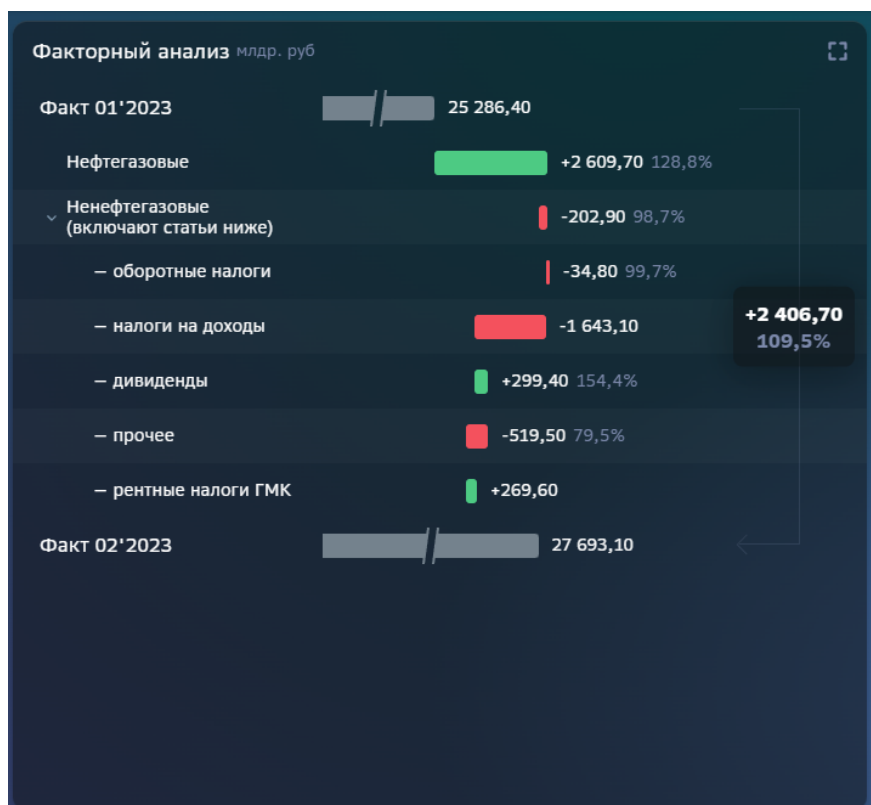 Факторный анализ млдр. руб
Факт 01'2023 25 286,40
Нефтегазовые +2 609,70 128,8%
Ненефтегазовые
(включают статьи ниже) -202,90 98,7%
— оборотные налоги -34,80 99,7%
— налоги на доходы -1 643,10
+2 406,70
109,5%
— дивиденды +299,40 154,4%
— прочее -519,50 79,5%
— рентные налоги ГМК +269,60
Факт 02'2023 27 693,10